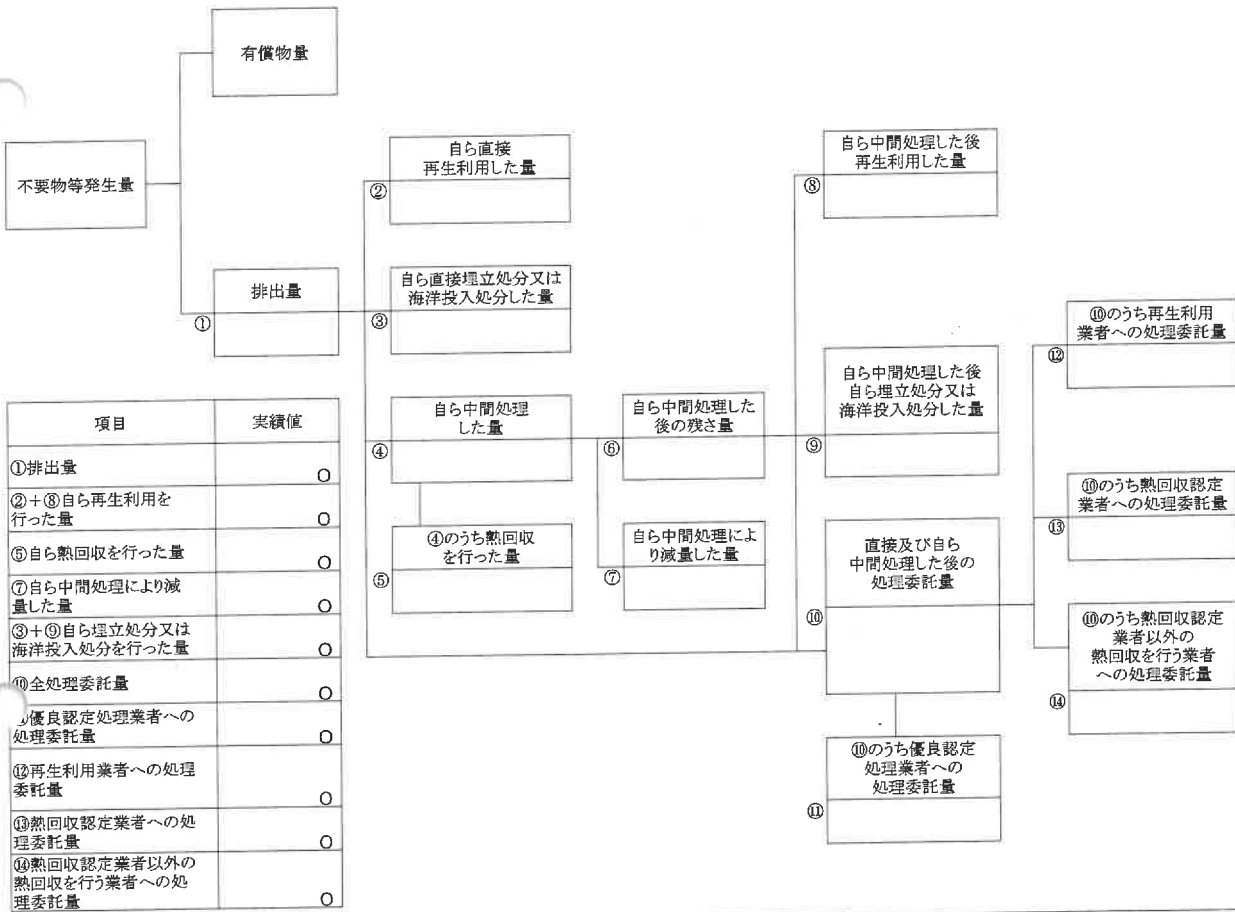 有償物量
不要物等発生量
排出量
①
自ら直接
再生利用した量
②
自ら直接埋立処分又は
海洋投入処分した量
③
自ら中間処理
した量
④
④のうち熱回収
を行った量
⑤
自ら中間処理した
後の残さ量
⑥
自ら中間処理によ
り減量した量
⑦
自ら中間処理した後
再生利用した量
⑧
自ら中間処理した後
自ら埋立処分又は
海洋投入処分した量
⑨
直接及び自ら
中間処理した後の
処理委託量
⑩
⑩のうち優良認定
処理業者への
処理委託量
⑪
⑩のうち再生利用
業者への処理委託量
⑫
⑩のうち熱回収認定
業者への処理委託量
⑬
⑩のうち熱回収認定
業者以外の
熱回収を行う業者
への処理委託量
⑭
項目 実績値
①排出量 0
②+⑧自ら再生利用を
行った量 0
⑤自ら熱回収を行った量 0
⑦自ら中間処理により減
量した量 0
③+⑨自ら埋立処分又は
海洋投入処分を行った量 0
⑩全処理委託量 0
優良認定処理業者への
処理委託量 0
⑫再生利用業者への処理
委託量 0
⑬熱回収認定業者への処
理委託量 0
⑭熱回収認定業者以外の
熱回収を行う業者への処
理委託量 0